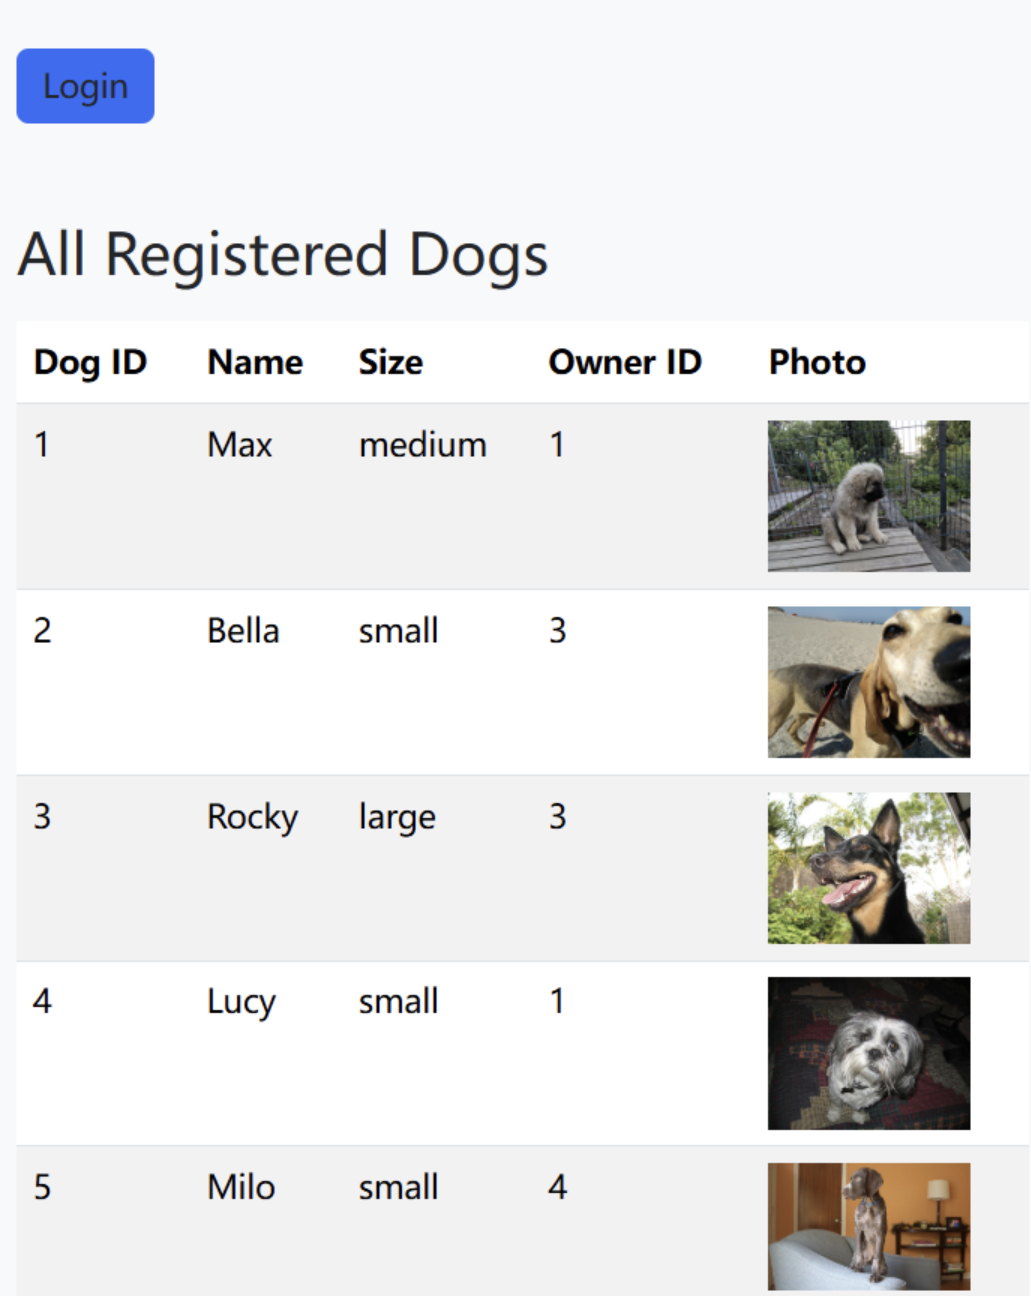 Login
All Registered Dogs
Dog ID Name Size Owner ID Photo
1 Max medium 1
2 Bella small 3
3 Rocky large 3
4 Lucy small 1
5 Milo small 4